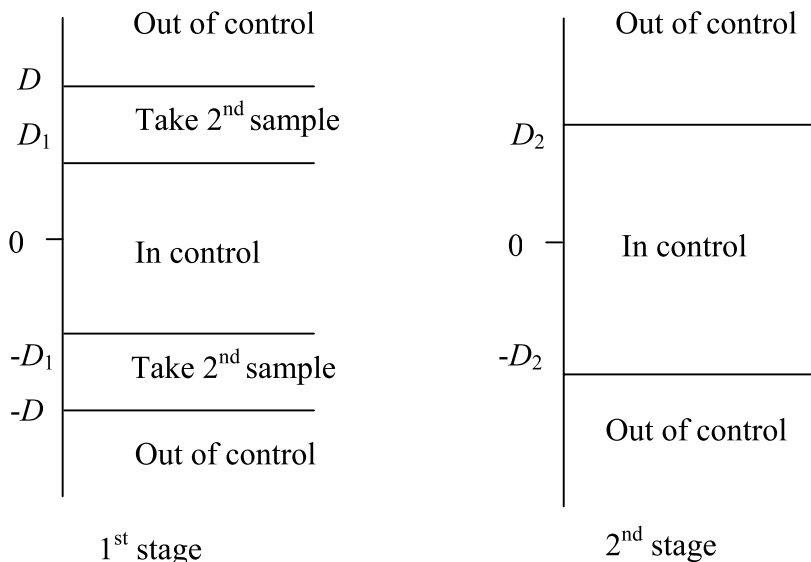 Out of control
D
Take 2nd sample
D1
0
In control
-D1
Take 2nd sample
-D
Out of control
1st stage
Out of control
D2
0
In control
-D2
Out of control
2nd stage